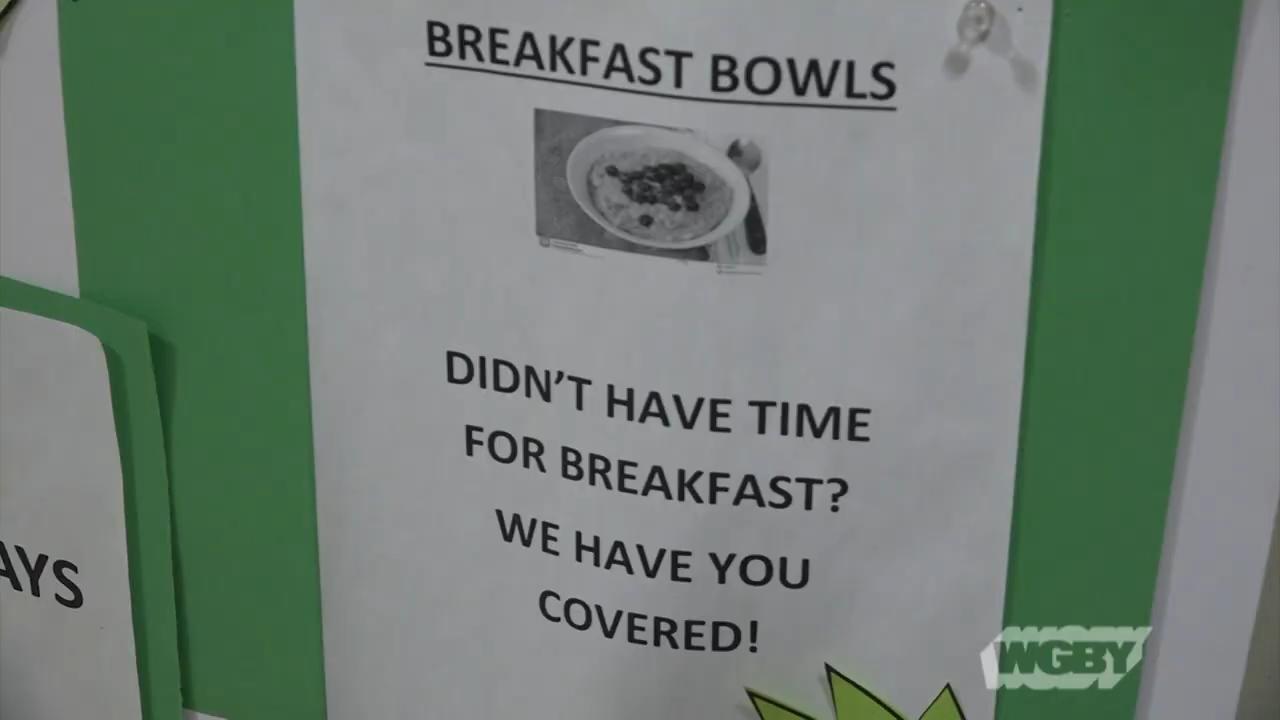 BREAKFAST BOWLS
DIDN'T HAVE TIME
FOR BREAKFAST?
WE HAVE YOU
COVERED!
AYS
WGBY